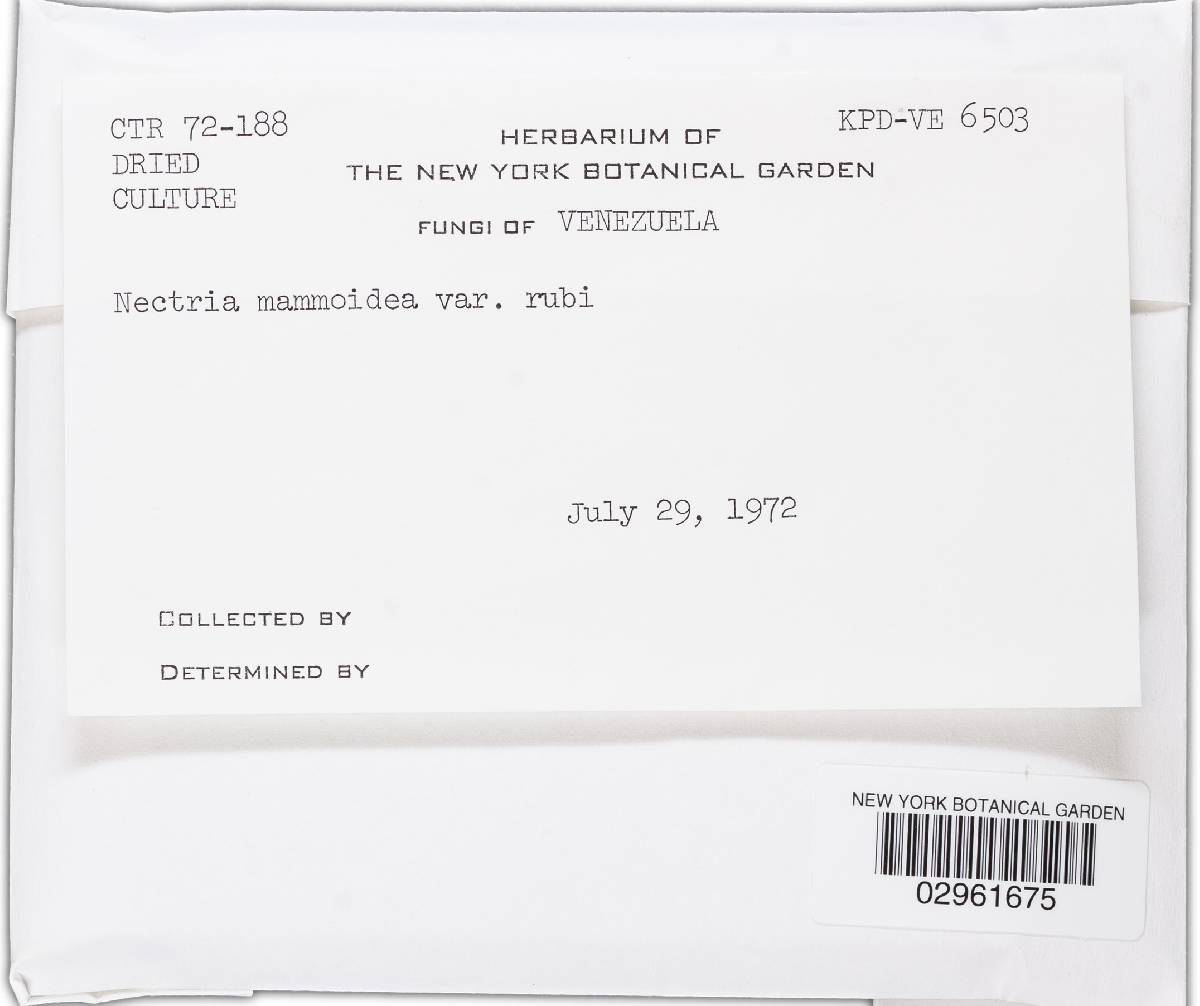 CTR 72-188
DRIED
CULTURE
KPD-VE 6503
HERBARIUM OF
THE NEW YORK BOTANICAL GARDEN
FUNGI OF VENEZUELA
Nectria mammoidea var. rubi
July 29, 1972
COLLECTED BY
DETERMINED BY
NEW YORK BOTANICAL GARDEN
02961675